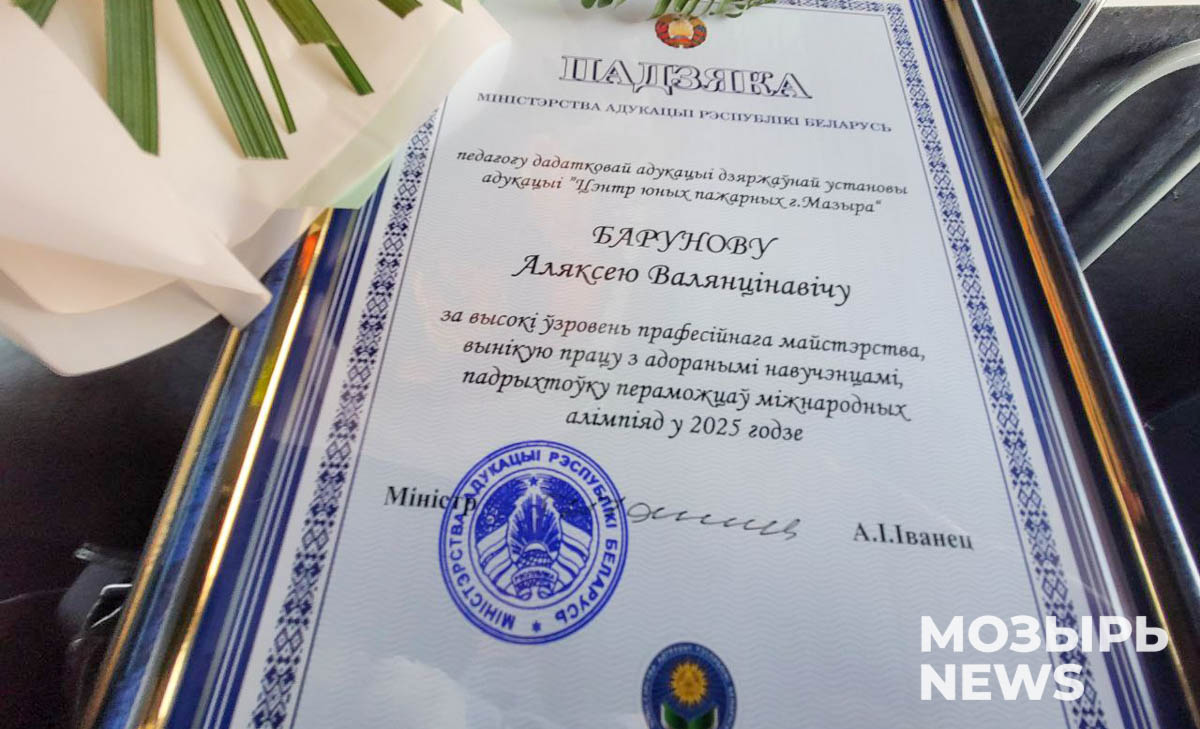 ПАДЗЯКА
МІНІСТЭРСТВА АДУКАЦЫІ РЭСПУБЛІКІ БЕЛАРУСЬ
педагогу дадатковай адукацыі дзяржаўнай установы
адукацыі "Цэнтр юных пажарных г.Мазыра"
БАРУНОВУ
Аляксею Валянцінавічу
за высокі ўзровень прафесійнага майстэрства,
вынікую працу з адоранымі навучэнцамі,
падрыхтоўку пераможцаў міжнародных
алімпіяд у 2025 годзе
Міністр
А.І.Іванец
МІНІСТЭРСТВА АДУКАЦЫІ РЭСПУБЛІКІ БЕЛАРУСЬ *
МОЗЫРЬ
NEWS